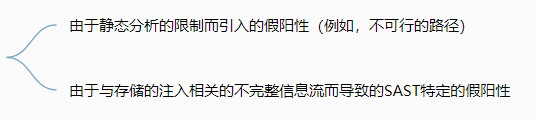 由于静态分析的限制而引入的假阳性（例如，不可行的路径）
由于与存储的注入相关的不完整信息流而导致的SAST特定的假阳性